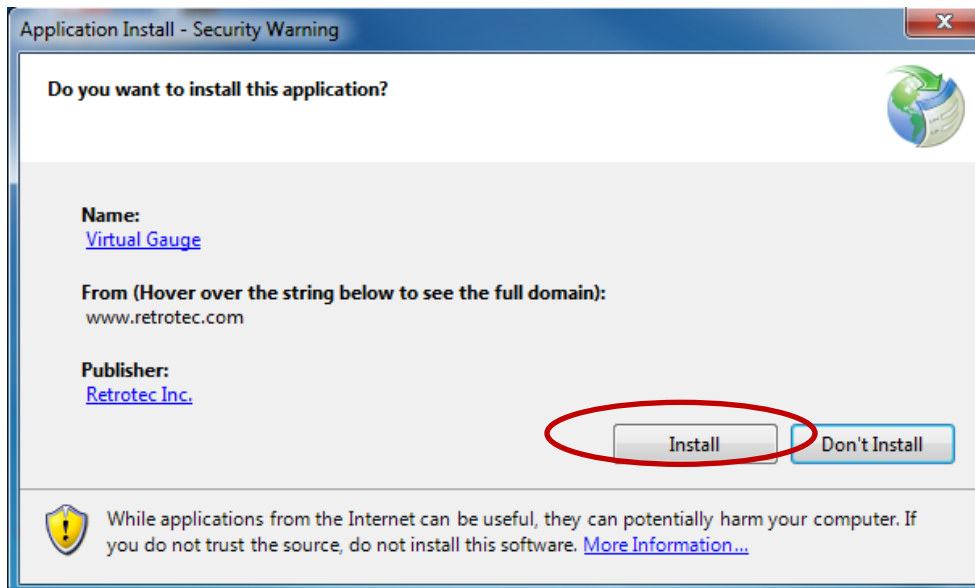 Application Install - Security Warning
Do you want to install this application?
Name:
Virtual Gauge
From (Hover over the string below to see the full domain):
www.retrotec.com
Publisher:
Retrotec Inc.
Install
Don't Install
While applications from the Internet can be useful, they can potentially harm your computer. If
you do not trust the source, do not install this software. More Information...